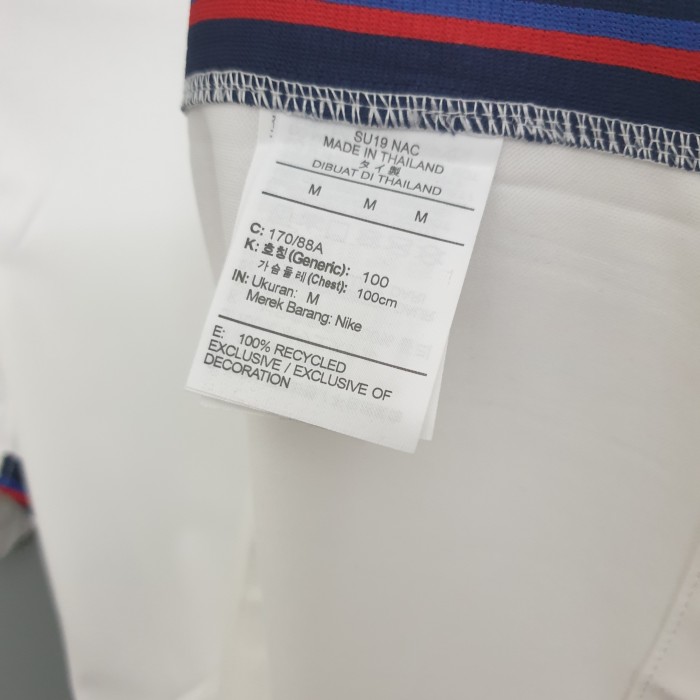 SU19 NAC
MADE IN THAILAND
タイ製
DIBUAT DI THAILAND
M M M
C: 170/88A
K: 호칭(Generic): 100
가슴둘레(Chest): 100cm
IN: Ukuran: M
Merek Barang: Nike
E: 100% RECYCLED
EXCLUSIVE / EXCLUSIVE OF
DECORATION